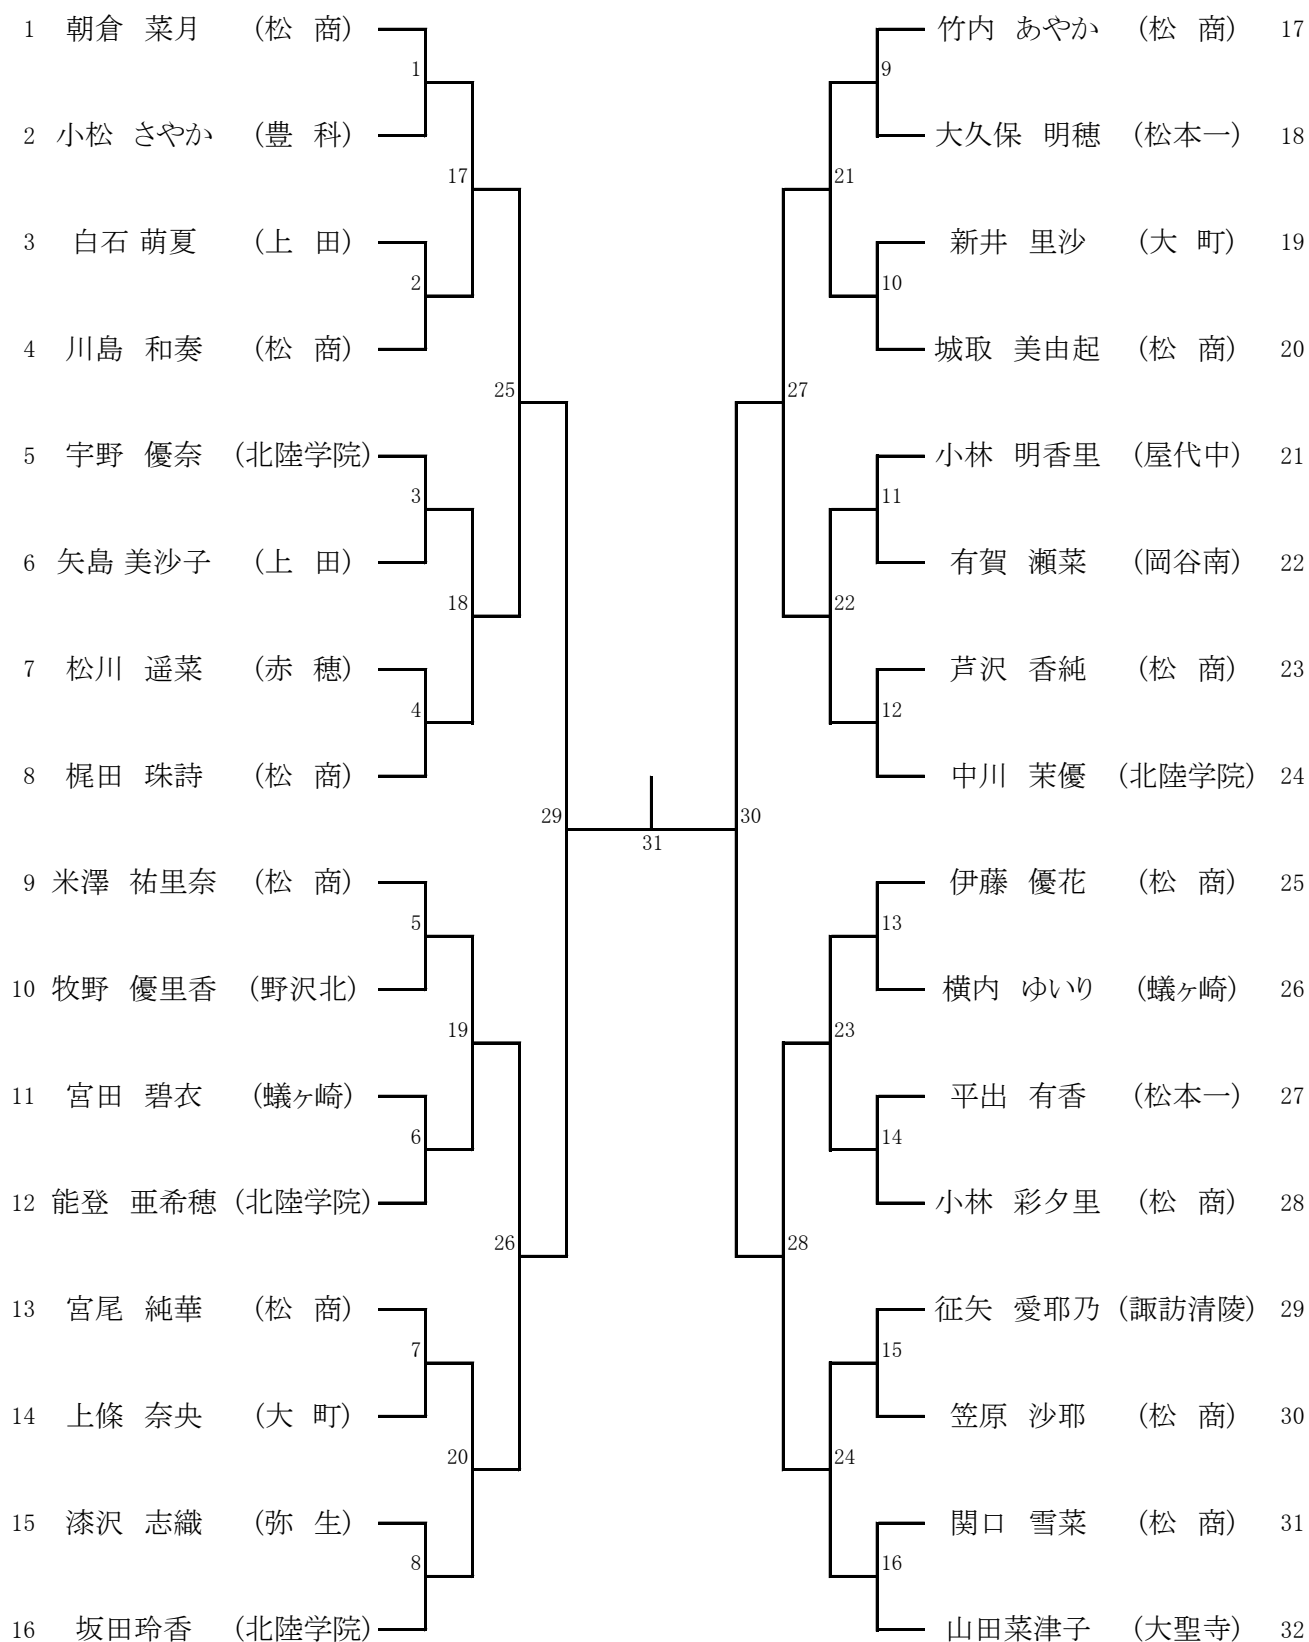 1 朝倉 菜月 (松 商)
1
2 小松 さやか (豊 科)
17
3 白石 萌夏 (上 田)
2
4 川島 和奏 (松 商)
25
5 宇野 優奈 (北陸学院)
3
6 矢島 美沙子 (上 田)
18
7 松川 遥菜 (赤 穂)
4
8 梶田 珠詩 (松 商)
29
9 米澤 祐里奈 (松 商)
5
10 牧野 優里香 (野沢北)
19
11 宮田 碧衣 (蟻ヶ崎)
6
12 能登 亜希穂 (北陸学院)
26
13 宮尾 純華 (松 商)
7
14 上條 奈央 (大 町)
20
15 漆沢 志織 (弥 生)
8
16 坂田玲香 (北陸学院)
31
竹内 あやか (松 商) 17
9
大久保 明穂 (松本一) 18
21
新井 里沙 (大 町) 19
10
城取 美由起 (松 商) 20
27
小林 明香里 (屋代中) 21
11
有賀 瀬菜 (岡谷南) 22
22
芦沢 香純 (松 商) 23
12
中川 茉優 (北陸学院) 24
30
伊藤 優花 (松 商) 25
13
横内 ゆいり (蟻ヶ崎) 26
23
平出 有香 (松本一) 27
14
小林 彩夕里 (松 商) 28
28
征矢 愛耶乃 (諏訪清陵) 29
15
笠原 沙耶 (松 商) 30
24
関口 雪菜 (松 商) 31
16
山田菜津子 (大聖寺) 32